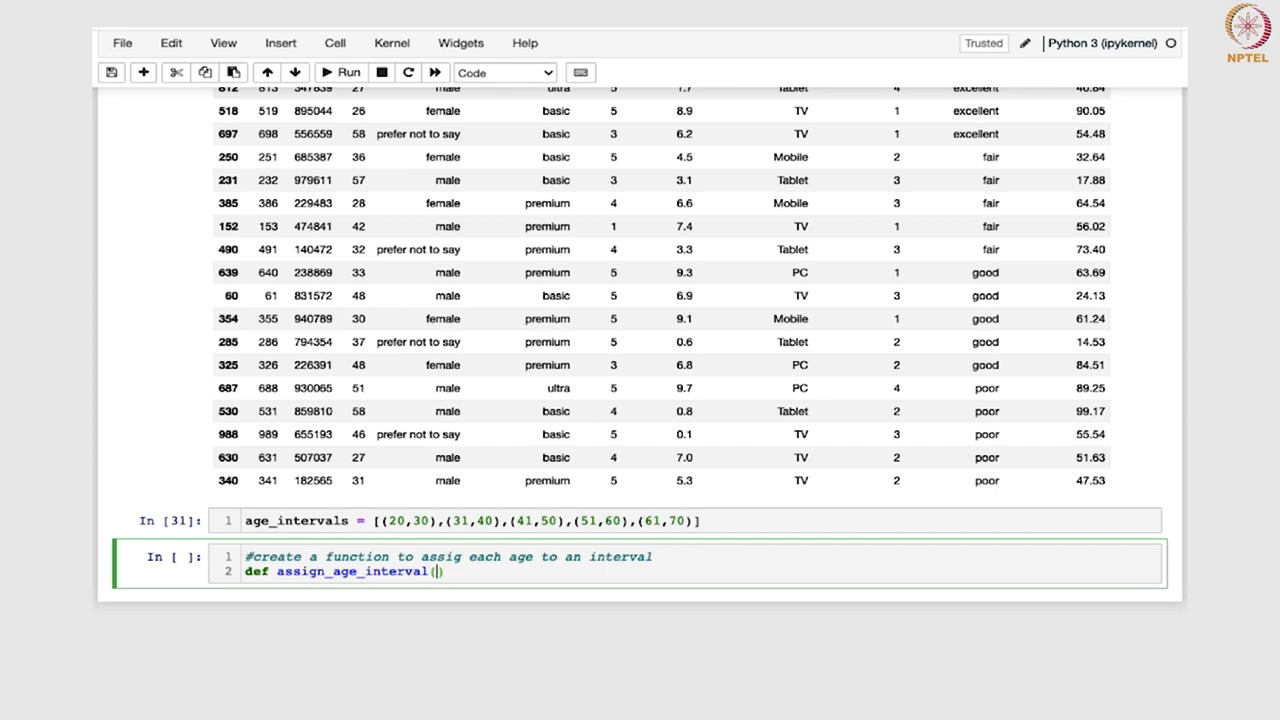 NPTEL
File Edit View Insert Cell Kernel Widgets Help Trusted Python 3 (ipykernel)
Run Code
612 613 347839 27 male ultra 5 1.7 Tablet 4 excellent 40.84
518 519 895044 26 female basic 5 8.9 TV 1 excellent 90.05
697 698 556559 58 prefer not to say basic 3 6.2 TV 1 excellent 54.48
250 251 685387 36 female basic 5 4.5 Mobile 2 fair 32.64
231 232 979611 57 male basic 3 3.1 Tablet 3 fair 17.88
385 386 229483 28 female premium 4 6.6 Mobile 3 fair 64.54
152 153 474841 42 male premium 1 7.4 TV 1 fair 56.02
490 491 140472 32 prefer not to say premium 4 3.3 Tablet 3 fair 73.40
639 640 238869 33 male premium 5 9.3 PC 1 good 63.69
60 61 831572 48 male basic 5 6.9 TV 3 good 24.13
354 355 940789 30 female premium 5 9.1 Mobile 1 good 61.24
285 286 794354 37 prefer not to say premium 5 0.6 Tablet 2 good 14.53
325 326 226391 48 female premium 3 6.8 PC 2 good 84.51
687 688 930065 51 male ultra 5 9.7 PC 4 poor 89.25
530 531 859810 58 male basic 4 0.8 Tablet 2 poor 99.17
988 989 655193 46 prefer not to say basic 5 0.1 TV 3 poor 55.54
630 631 507037 27 male basic 4 7.0 TV 2 poor 51.63
340 341 182565 31 male premium 5 5.3 TV 2 poor 47.53
In [31]: 1 age_intervals = [(20,30),(31,40),(41,50),(51,60),(61,70)]
In [ ]: 1 #create a function to assig each age to an interval
2 def assign_age_interval()